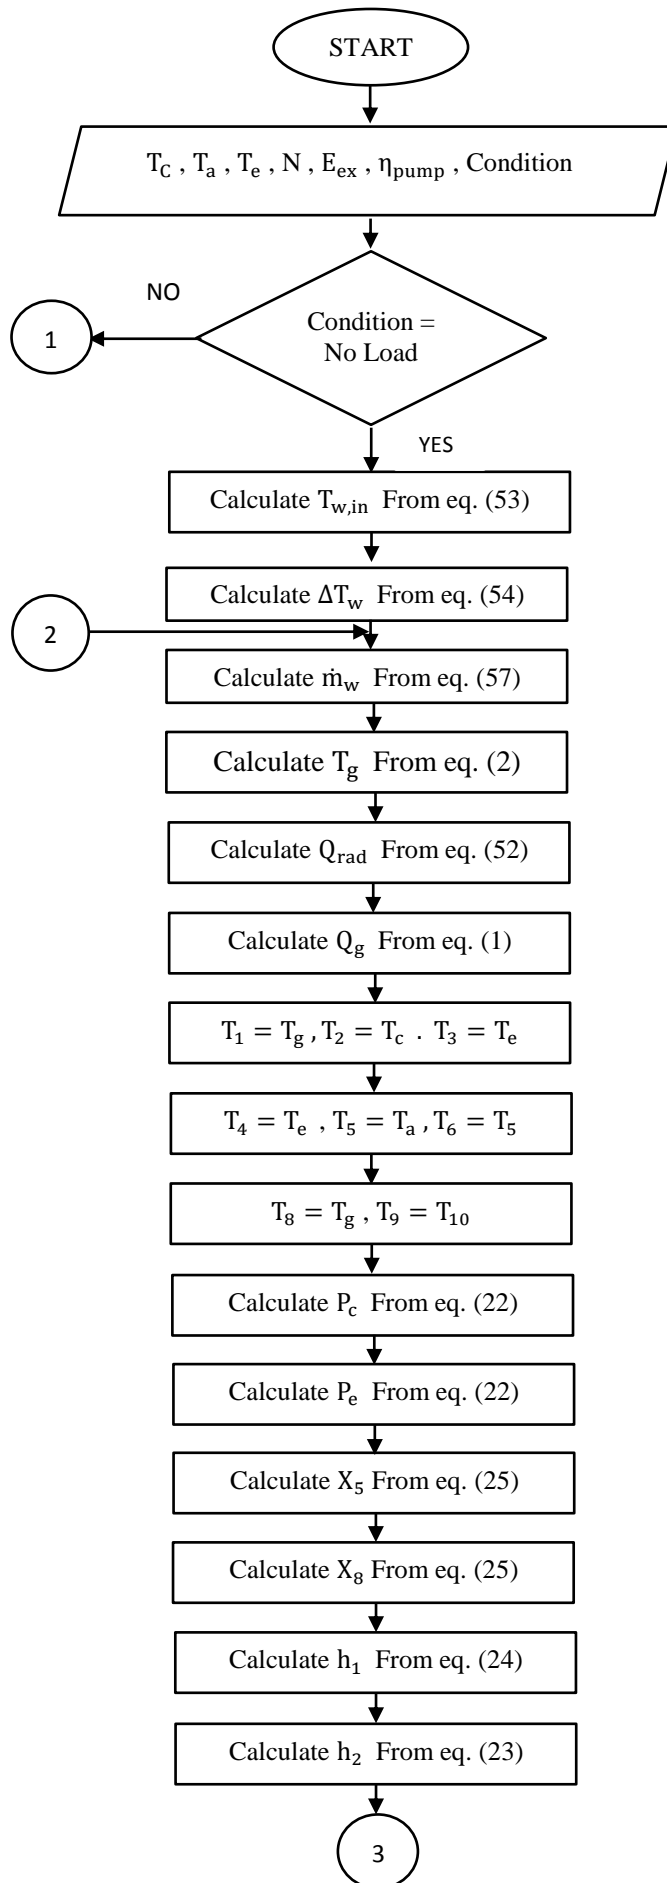 START
T_C , T_a , T_e , N , E_ex , η_pump , Condition
NO
Condition =
No Load
1
YES
Calculate T_w,in From eq. (53)
Calculate ΔT_w From eq. (54)
2
Calculate ṁ_w From eq. (57)
Calculate T_g From eq. (2)
Calculate Q_rad From eq. (52)
Calculate Q_g From eq. (1)
T_1 = T_g , T_2 = T_c . T_3 = T_e
T_4 = T_e , T_5 = T_a , T_6 = T_5
T_8 = T_g , T_9 = T_10
Calculate P_c From eq. (22)
Calculate P_e From eq. (22)
Calculate X_5 From eq. (25)
Calculate X_8 From eq. (25)
Calculate h_1 From eq. (24)
Calculate h_2 From eq. (23)
3